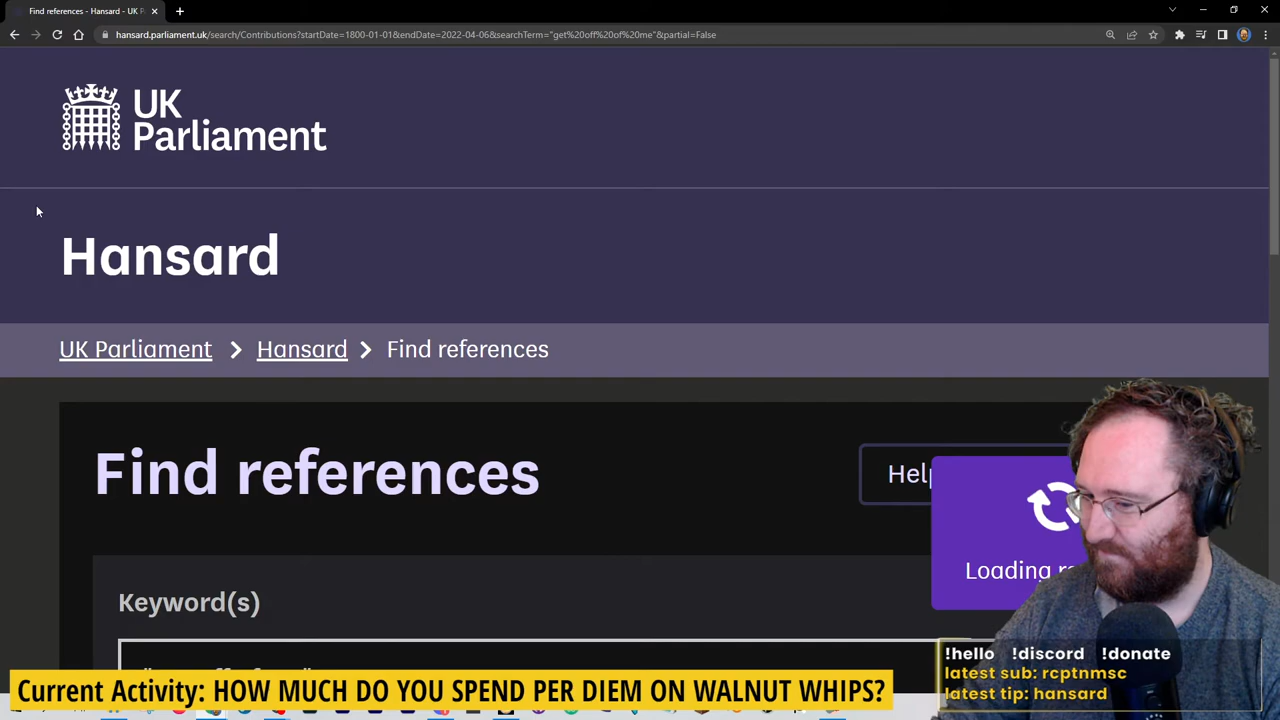 Find references - Hansard - UK P
hansard.parliament.uk/search/Contributions?startDate=1800-01-01&endDate=2022-04-06&searchTerm="get%20off%20of%20me"&partial=False
UK
Parliament
Hansard
UK Parliament > Hansard > Find references
Find references
Help
Loading
Keyword(s)
!hello !discord !donate
latest sub: rcptnmsc
latest tip: hansard
Current Activity: HOW MUCH DO YOU SPEND PER DIEM ON WALNUT WHIPS?